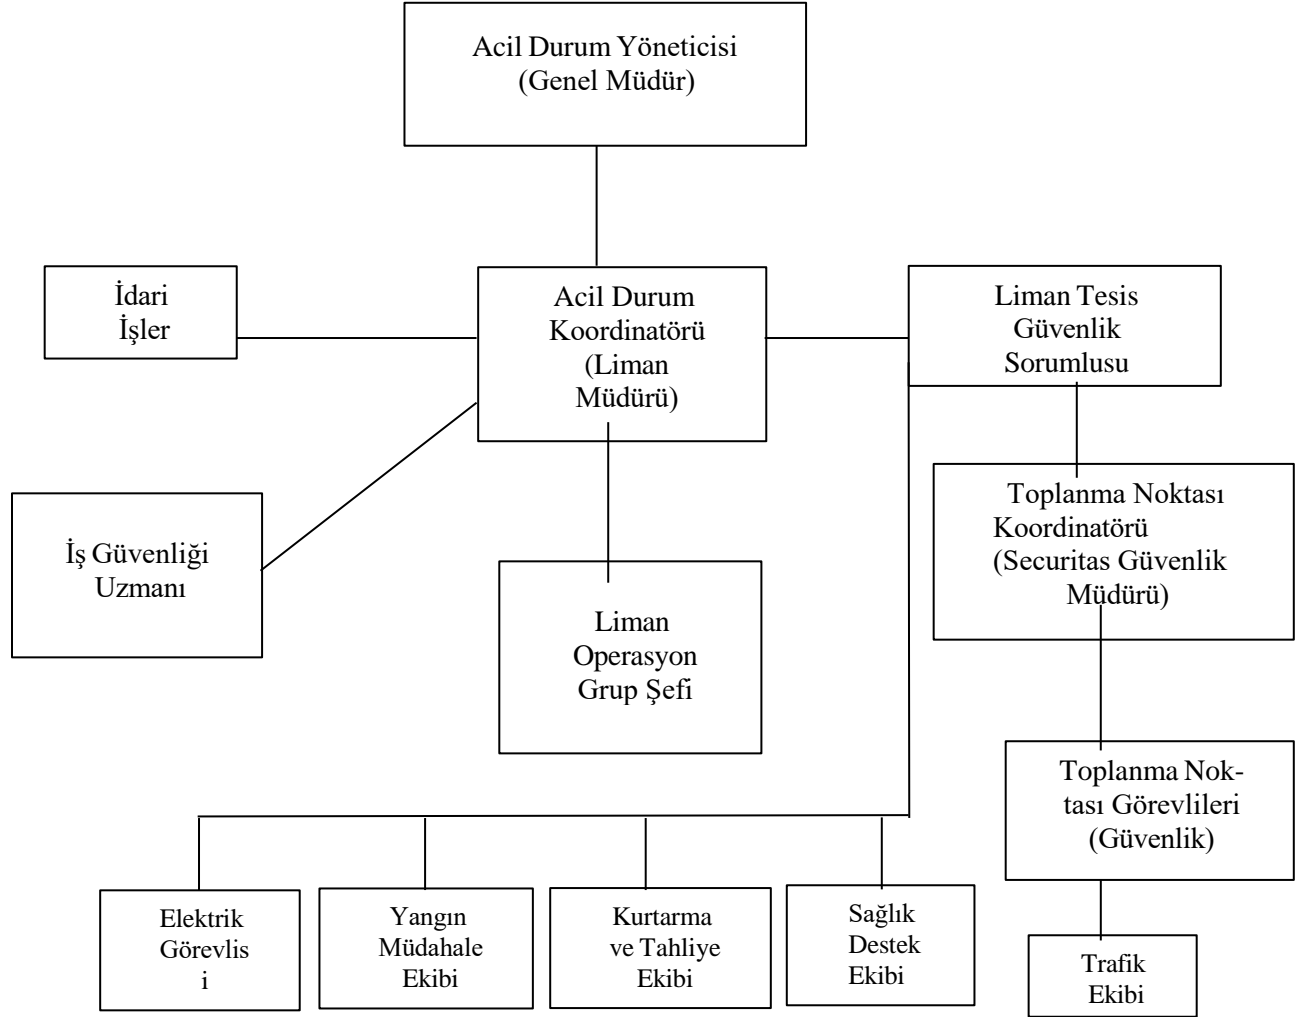 Acil Durum Yöneticisi
(Genel Müdür)
İdari
İşler
Acil Durum
Koordinatörü
(Liman
Müdürü)
Liman Tesis
Güvenlik
Sorumlusu
İş Güvenliği
Uzmanı
Liman
Operasyon
Grup Şefi
Toplanma Noktası
Koordinatörü
(Securitas Güvenlik
Müdürü)
Toplanma Nok-
tası Görevlileri
(Güvenlik)
Elektrik
Görevlis
i
Yangın
Müdahale
Ekibi
Kurtarma
ve Tahliye
Ekibi
Sağlık
Destek
Ekibi
Trafik
Ekibi